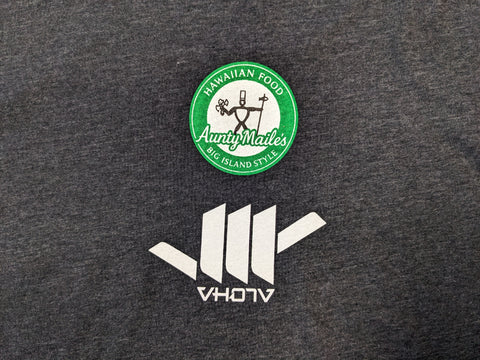 HAWAIIAN FOOD
Aunty Maile's
BIG ISLAND STYLE
ALOHA